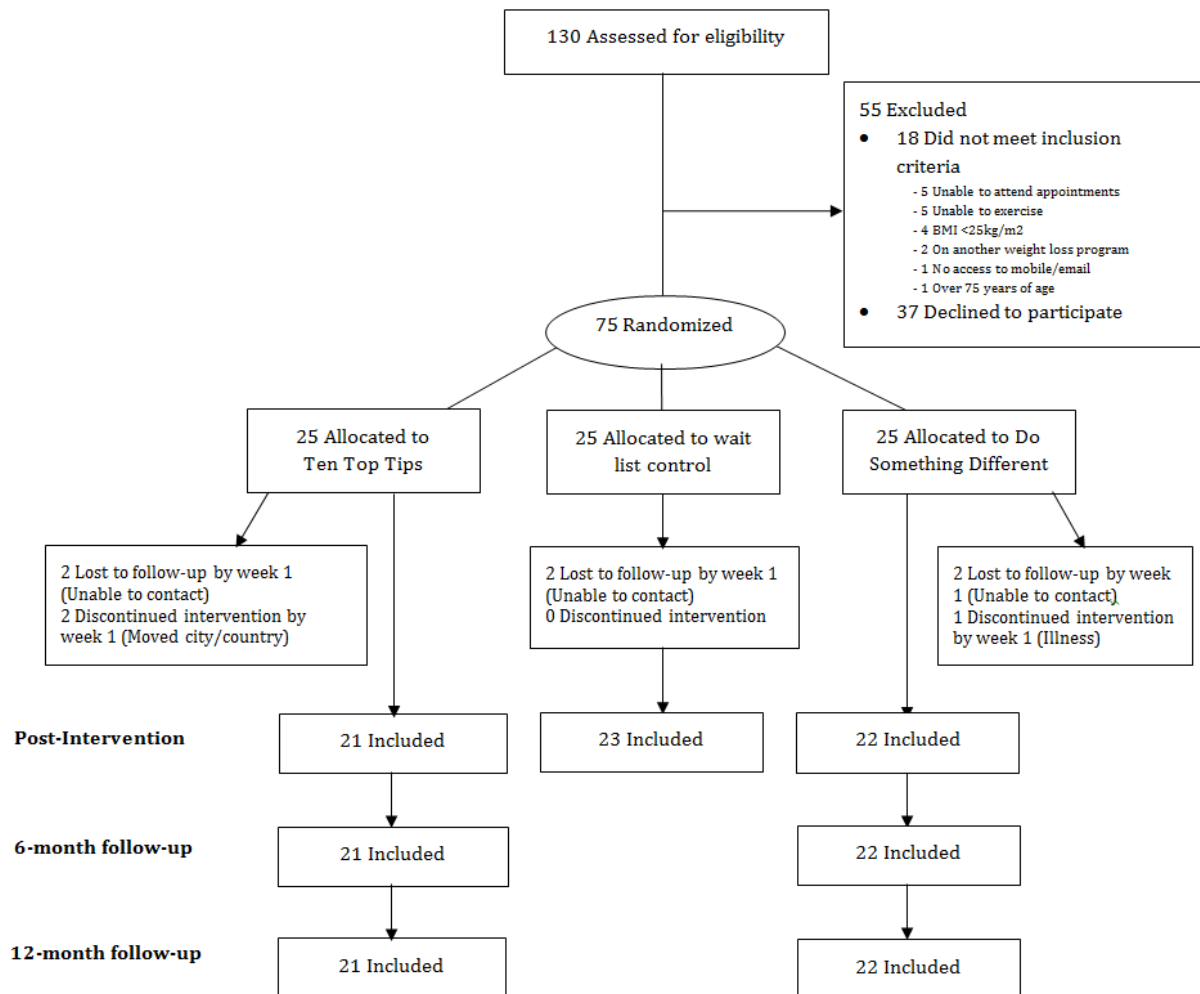 130 Assessed for eligibility
55 Excluded
• 18 Did not meet inclusion
criteria
- 5 Unable to attend appointments
- 5 Unable to exercise
- 4 BMI <25kg/m2
- 2 On another weight loss program
- 1 No access to mobile/email
- 1 Over 75 years of age
• 37 Declined to participate
75 Randomized
25 Allocated to
Ten Top Tips
25 Allocated to wait
list control
25 Allocated to Do
Something Different
2 Lost to follow-up by week 1
(Unable to contact)
2 Discontinued intervention by
week 1 (Moved city/country)
2 Lost to follow-up by week 1
(Unable to contact)
0 Discontinued intervention
2 Lost to follow-up by week
1 (Unable to contact)
1 Discontinued intervention
by week 1 (Illness)
Post-Intervention
21 Included
23 Included
22 Included
6-month follow-up
21 Included
22 Included
12-month follow-up
21 Included
22 Included